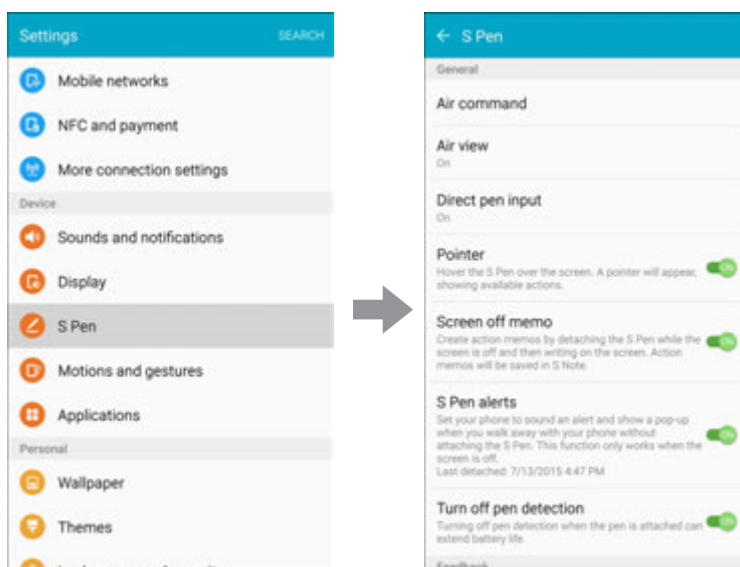 Settings
SEARCH
Mobile networks
NFC and payment
More connection settings
Device
Sounds and notifications
Display
S Pen
Motions and gestures
Applications
Personal
Wallpaper
Themes
S Pen
General
Air command
Air view
On
Direct pen input
On
Pointer
Hover the S Pen over the screen. A pointer will appear,
showing available actions.
ON
Screen off memo
Create action memos by detaching the S Pen while the
screen is off and then writing on the screen. Action
memos will be saved in S Note.
ON
S Pen alerts
Set your phone to sound an alert and show a pop-up
when you walk away with your phone without
attaching the S Pen. This function only works when the
screen is off.
Last detached: 7/13/2015 4:47 PM
ON
Turn off pen detection
Turning off pen detection when the pen is attached can
extend battery life.
ON
Feedback